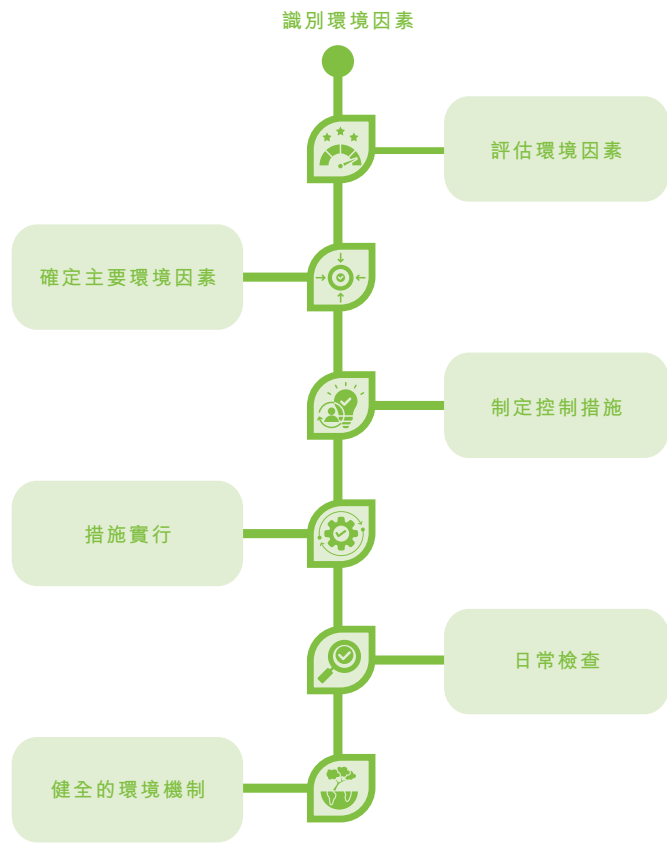 識別環境因素
評估環境因素
確定主要環境因素
制定控制措施
措施實行
日常檢查
健全的環境機制